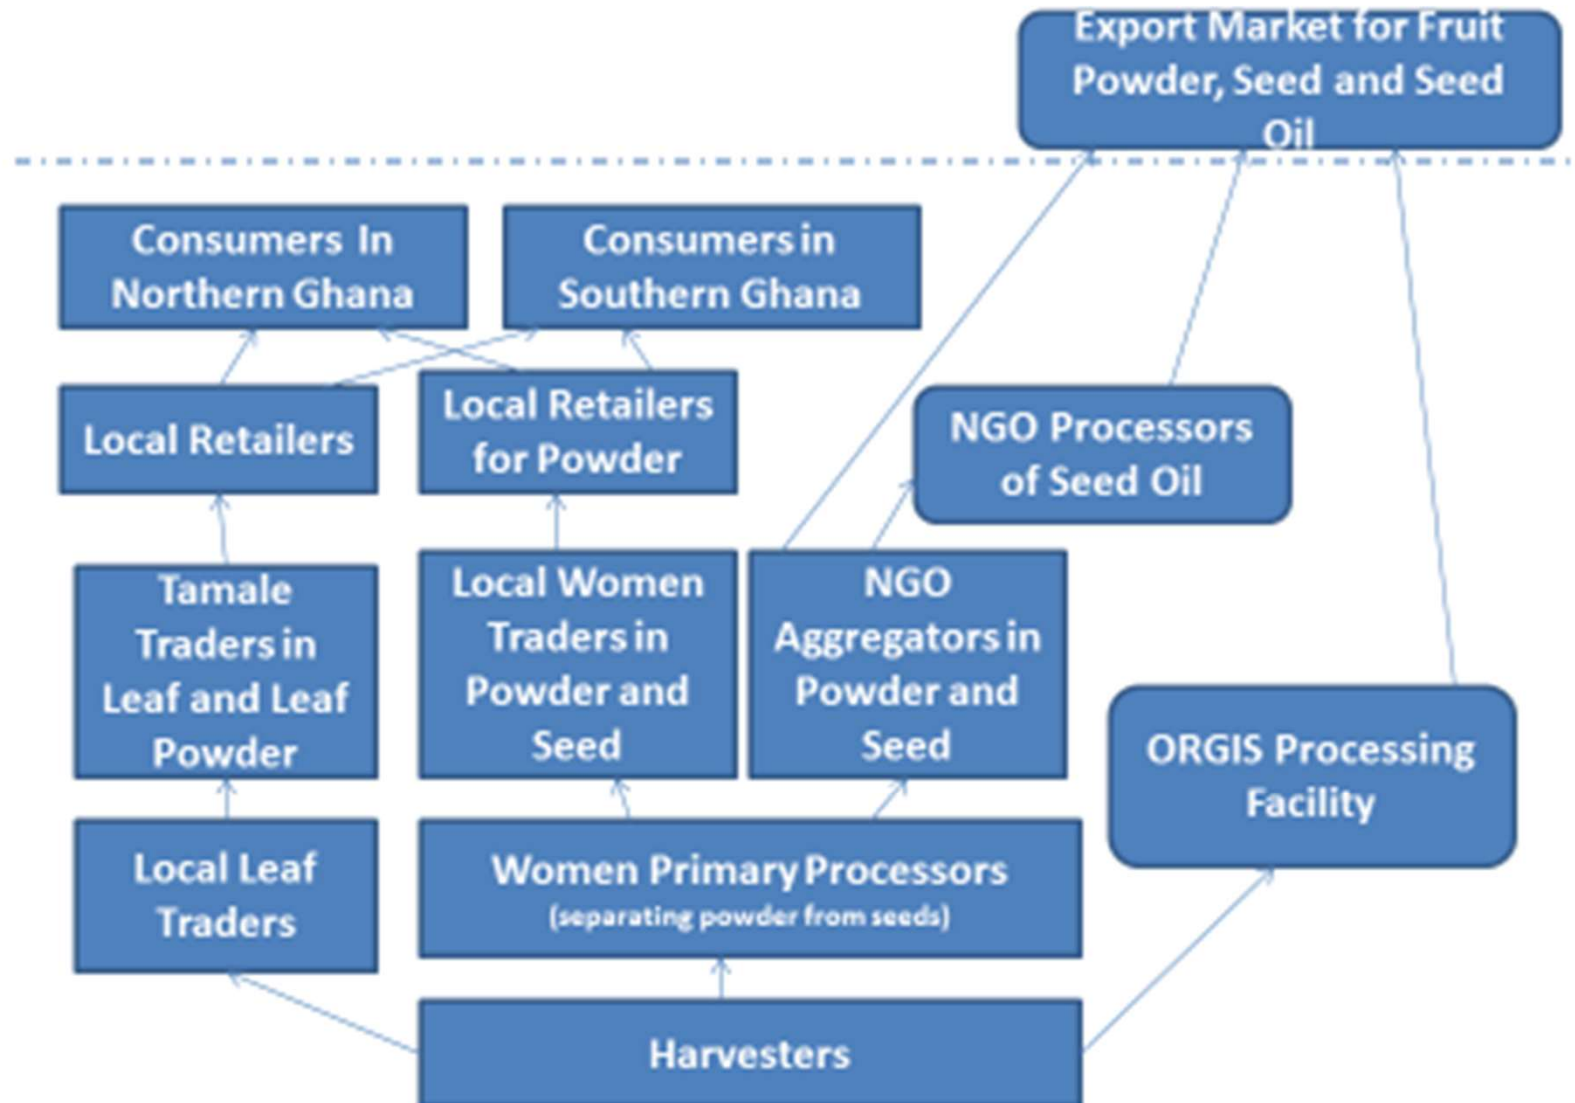 Export Market for Fruit
Powder, Seed and Seed
Oil
Consumers In
Northern Ghana
Consumers in
Southern Ghana
Local Retailers
Local Retailers
for Powder
NGO Processors
of Seed Oil
Tamale
Traders in
Leaf and Leaf
Powder
Local Women
Traders in
Powder and
Seed
NGO
Aggregators in
Powder and
Seed
ORGIS Processing
Facility
Local Leaf
Traders
Women Primary Processors
(separating powder from seeds)
Harvesters